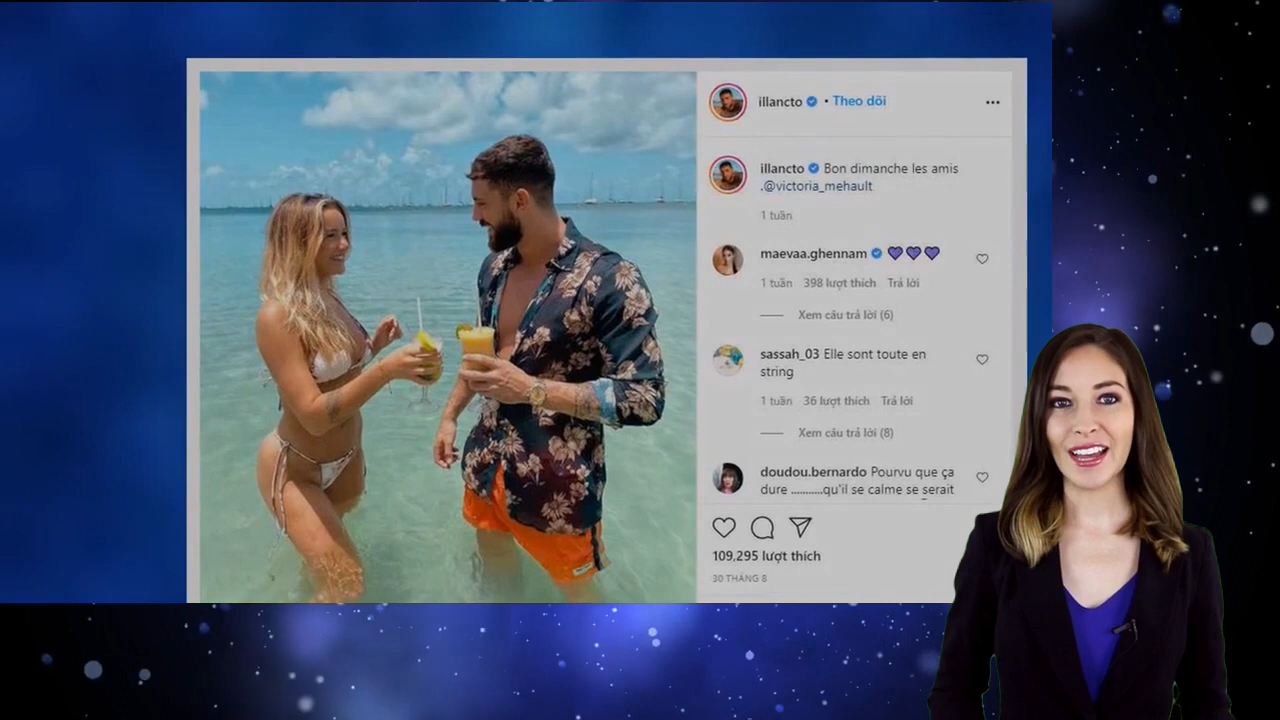 illancto • Theo dõi
illancto Bon dimanche les amis
.@victoria_mehault
1 tuần
maevaa.ghennam 💜💜💜
1 tuần 398 lượt thích Trả lời
Xem câu trả lời (6)
sassah_03 Elle sont toute en
string
1 tuần 36 lượt thích Trả lời
Xem câu trả lời (8)
doudou.bernardo Pourvu que ça
dure ...........qu'il se calme se serait
109,295 lượt thích
30 THÁNG 8